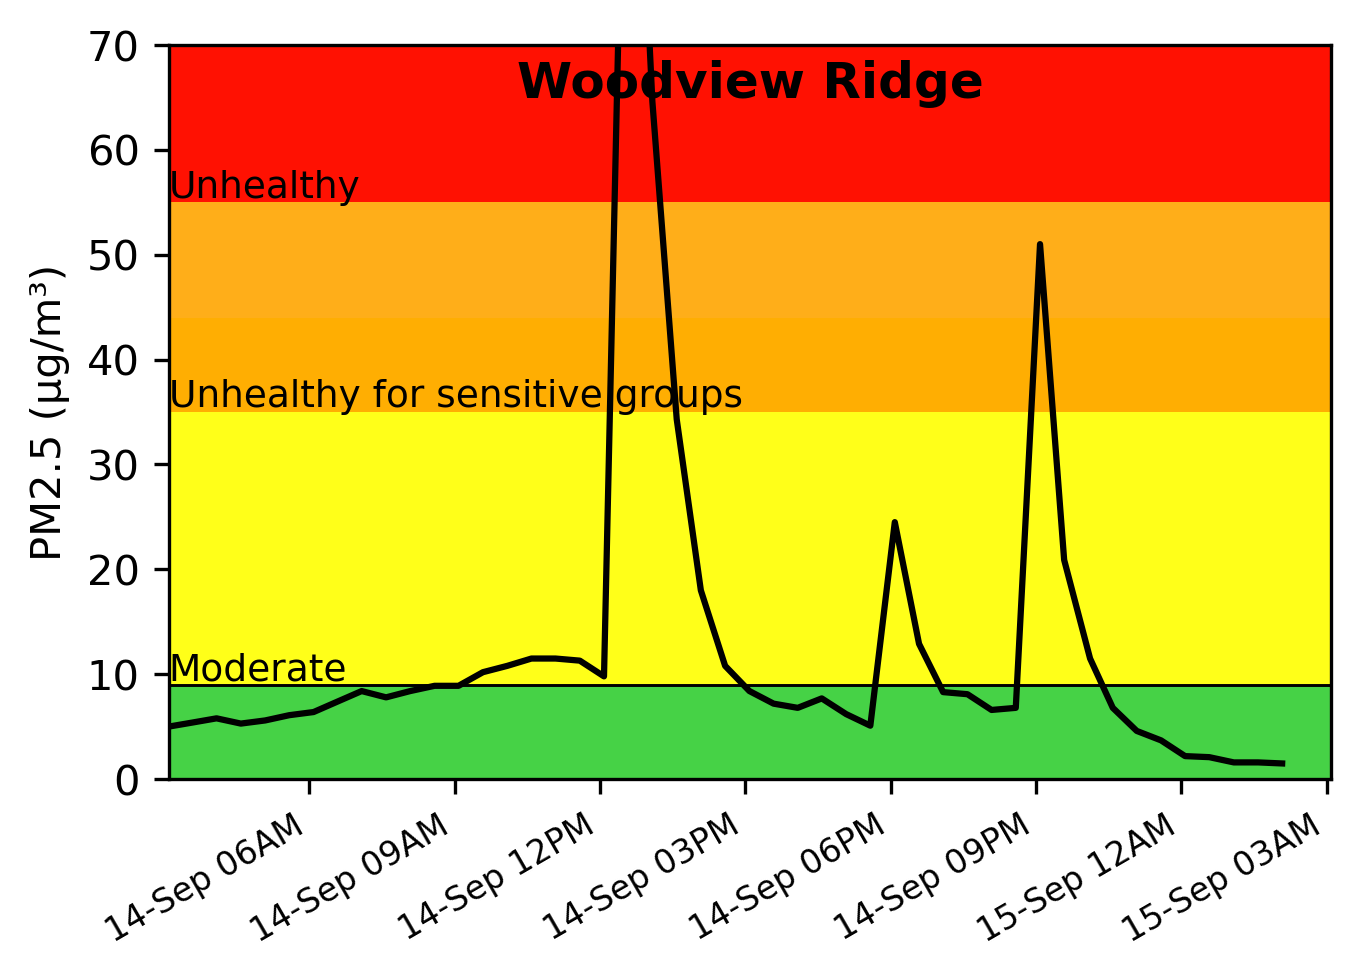 Woodview Ridge
PM2.5 (µg/m³)
70
60
50
40
30
20
10
0
Unhealthy
Unhealthy for sensitive groups
Moderate
14-Sep 06AM
14-Sep 09AM
14-Sep 12PM
14-Sep 03PM
14-Sep 06PM
14-Sep 09PM
15-Sep 12AM
15-Sep 03AM